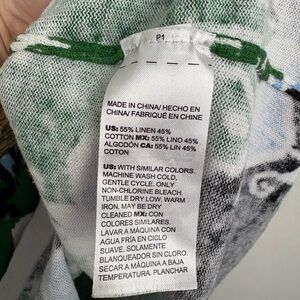 P1
MADE IN CHINA/ HECHO EN
CHINA/ FABRIQUÉ EN CHINA
US: 55% LINEN 45%
COTTON MX: 55% LINO 45%
ALGODÓN CA: 55% LIN 45%
COTON
US: WITH SIMILAR COLORS.
MACHINE WASH COLD,
GENTLE CYCLE. ONLY
NON-CHLORINE BLEACH.
TUMBLE DRY LOW. WARM
IRON. MAY BE DRY
CLEANED MX: CON
COLORES SIMILARES.
LAVAR A MÁQUINA CON
AGUA FRÍA EN CICLO
SUAVE. SOLAMENTE
BLANQUEADOR SIN CLORO.
SECAR A MÁQUINA A BAJA
TEMPERATURA. PLANCHAR